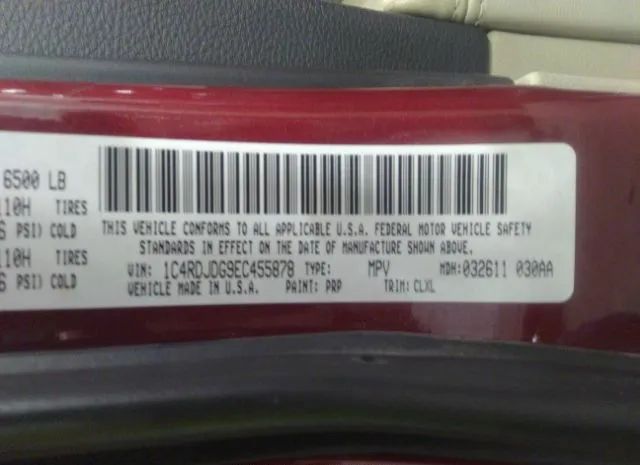 6500 LB
110H TIRES
PSI) COLD
110H TIRES
PSI) COLD
THIS VEHICLE CONFORMS TO ALL APPLICABLE U.S.A. FEDERAL MOTOR VEHICLE SAFETY
STANDARDS IN EFFECT ON THE DATE OF MANUFACTURE SHOWN ABOVE.
VIN: 1C4RDJDG9EC455878 TYPE: MPV MDH: 032611 030AA
VEHICLE MADE IN U.S.A. PAINT: PRP TRIM: CLXL